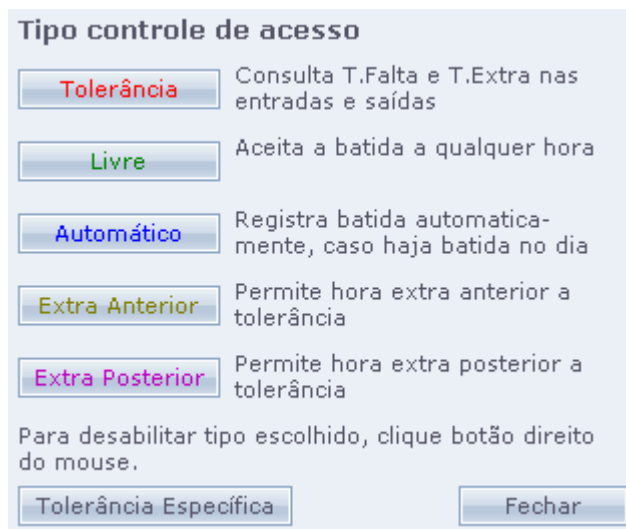 Tipo controle de acesso
Tolerância
Consulta T.Falta e T.Extra nas
entradas e saídas
Livre
Aceita a batida a qualquer hora
Automático
Registra batida automatica-
mente, caso haja batida no dia
Extra Anterior
Permite hora extra anterior a
tolerância
Extra Posterior
Permite hora extra posterior a
tolerância
Para desabilitar tipo escolhido, clique botão direito
do mouse.
Tolerância Específica
Fechar